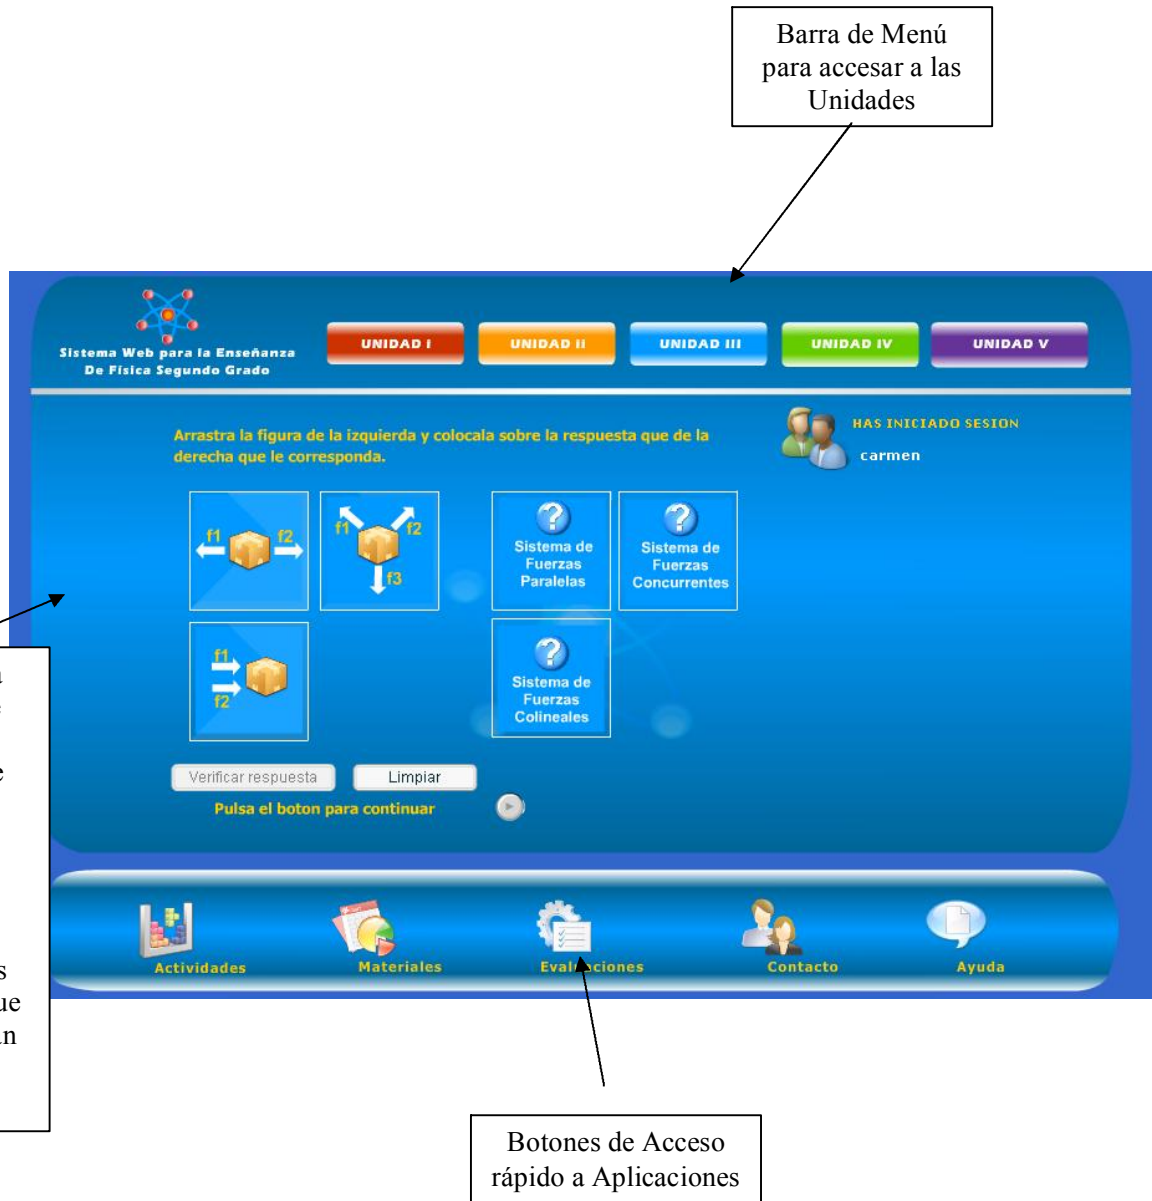 Barra de Menú
para accesar a las
Unidades
Sistema Web para la Enseñanza
De Física Segundo Grado
UNIDAD I
UNIDAD II
UNIDAD III
UNIDAD IV
UNIDAD V
HAS INICIADO SESION
carmen
Arrastra la figura de la izquierda y colocala sobre la respuesta que de la
derecha que le corresponda.
f1
f2
f1
f2
f3
f1
f2
Sistema de
Fuerzas
Paralelas
Sistema de
Fuerzas
Concurrentes
Sistema de
Fuerzas
Colineales
Verificar respuesta
Limpiar
Pulsa el boton para continuar
Actividades
Materiales
Evaluaciones
Contacto
Ayuda
Botones de Acceso
rápido a Aplicaciones